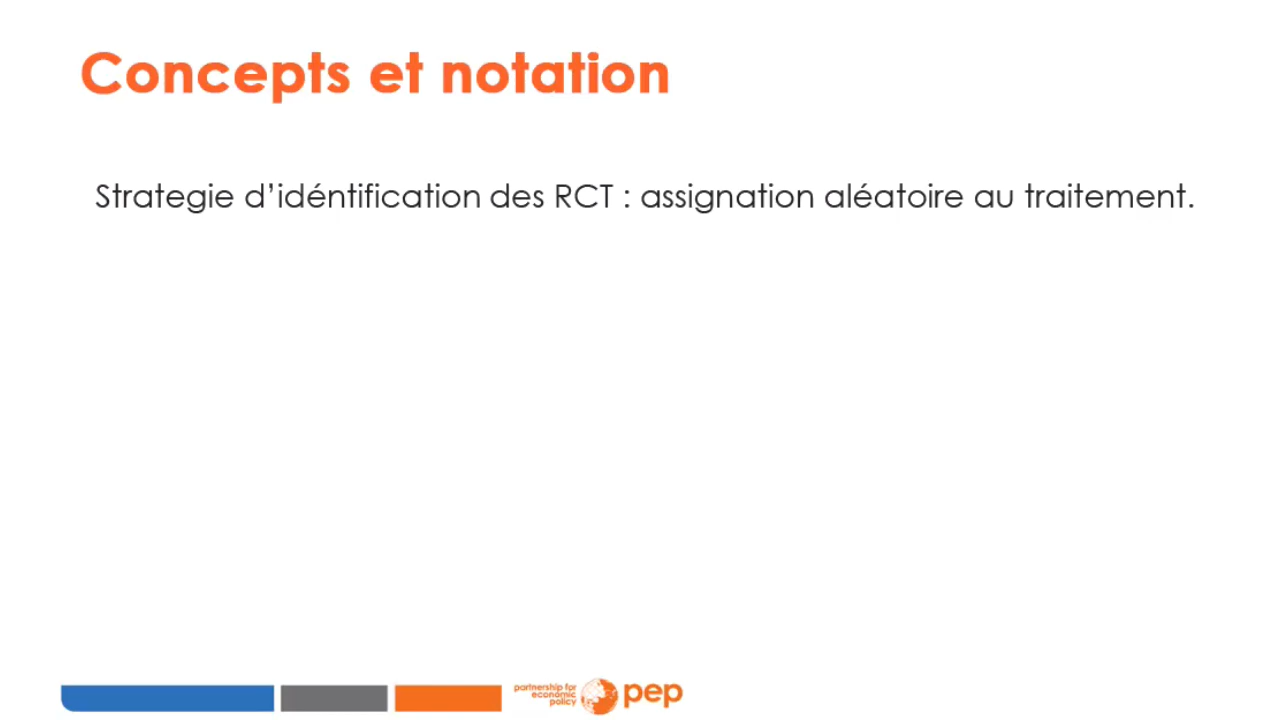 Concepts et notation
Strategie d’idéntification des RCT : assignation aléatoire au traitement.
partnership for
economic
policy
pep